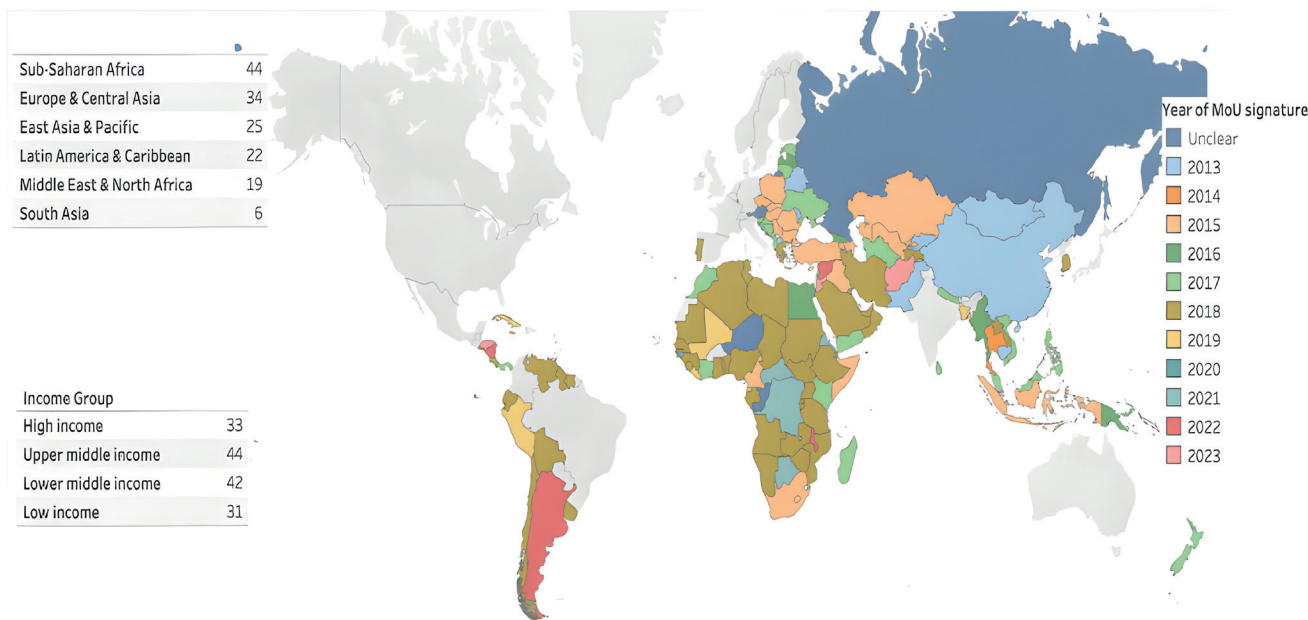 Sub-Saharan Africa 44
Europe & Central Asia 34
East Asia & Pacific 25
Latin America & Caribbean 22
Middle East & North Africa 19
South Asia 6
Income Group
High income 33
Upper middle income 44
Lower middle income 42
Low income 31
Year of MoU signature
Unclear
2013
2014
2015
2016
2017
2018
2019
2020
2021
2022
2023